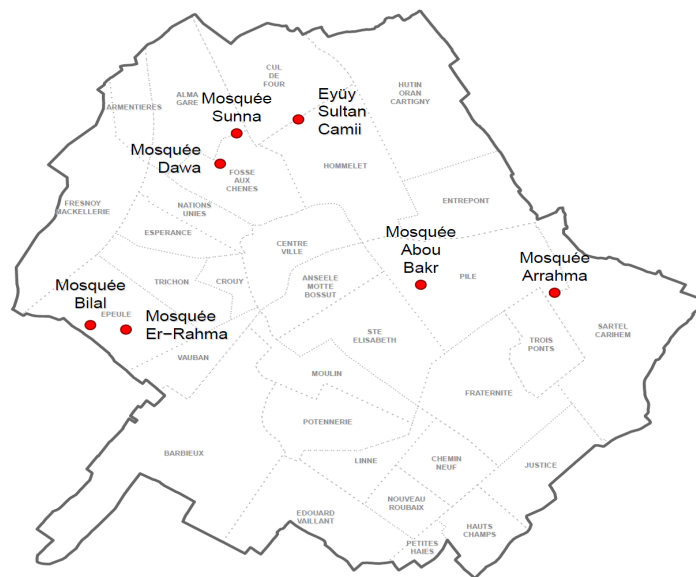 CUL
DE
FOUR
HUTIN
ORAN
CARTIGNY
ALMA
GARE
ARMENTIERES
Mosquée
Sunna
Eyüy
Sultan
Camii
Mosquée
Dawa
FOSSE
AUX
CHENES
HOMMELET
ENTREPONT
FRESNOY
MACKELLERIE
NATIONS
UNIES
ESPERANCE
CENTRE
VILLE
Mosquée
Abou
Bakr
PILE
Mosquée
Arrahma
TRICHON
CROUY
ANSEELE
MOTTE
BOSSUT
Mosquée
Bilal
EPEULE
Mosquée
Er−Rahma
VAUBAN
STE
ELISABETH
TROIS
PONTS
SARTEL
CARIHEM
MOULIN
FRATERNITE
POTENNERIE
BARBIEUX
LINNE
CHEMIN
NEUF
JUSTICE
NOUVEAU
ROUBAIX
EDOUARD
VAILLANT
HAUTS
CHAMPS
PETITES
HAIES